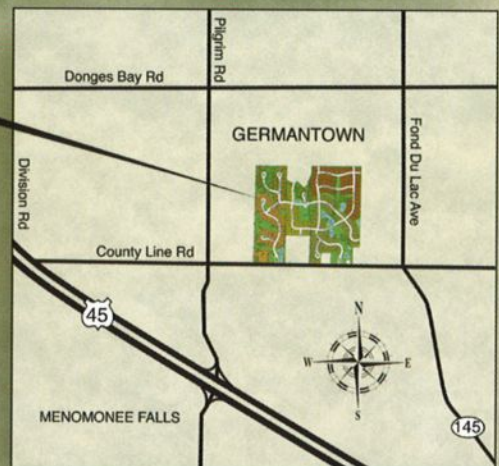 Pilgrim Rd
Donges Bay Rd
GERMANTOWN
Fond Du Lac Ave
Division Rd
County Line Rd
45
N
W E
S
MENOMONEE FALLS
145